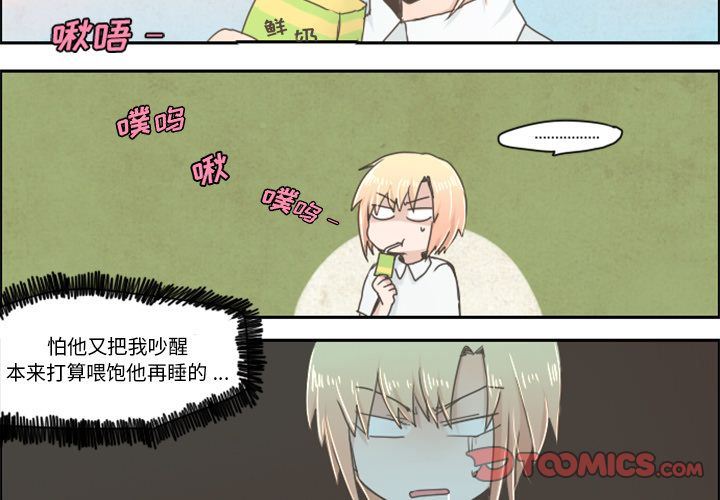 鲜奶
啾唔 –
噗呜
.................
啾
噗呜 –
怕他又把我吵醒
本来打算喂饱他再睡的 ...
TOOMICS.COM